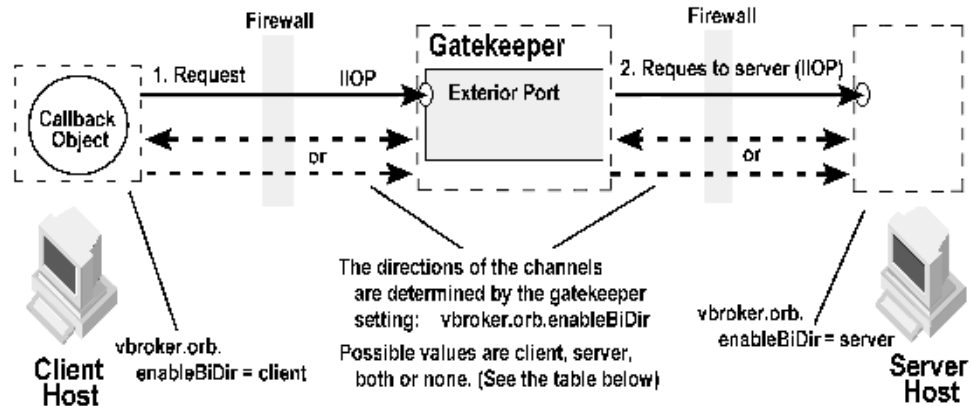 Firewall
Firewall
Gatekeeper
1. Request
IIOP
2. Reques to server (IIOP)
Exterior Port
Callback
Object
or
or
The directions of the channels
are determined by the gatekeeper
setting: vbroker.orb.enableBiDir
Possible values are client, server,
both or none. (See the table below)
vbroker.orb.
enableBiDir = client
vbroker.orb.
enableBiDir = server
Client
Host
Server
Host